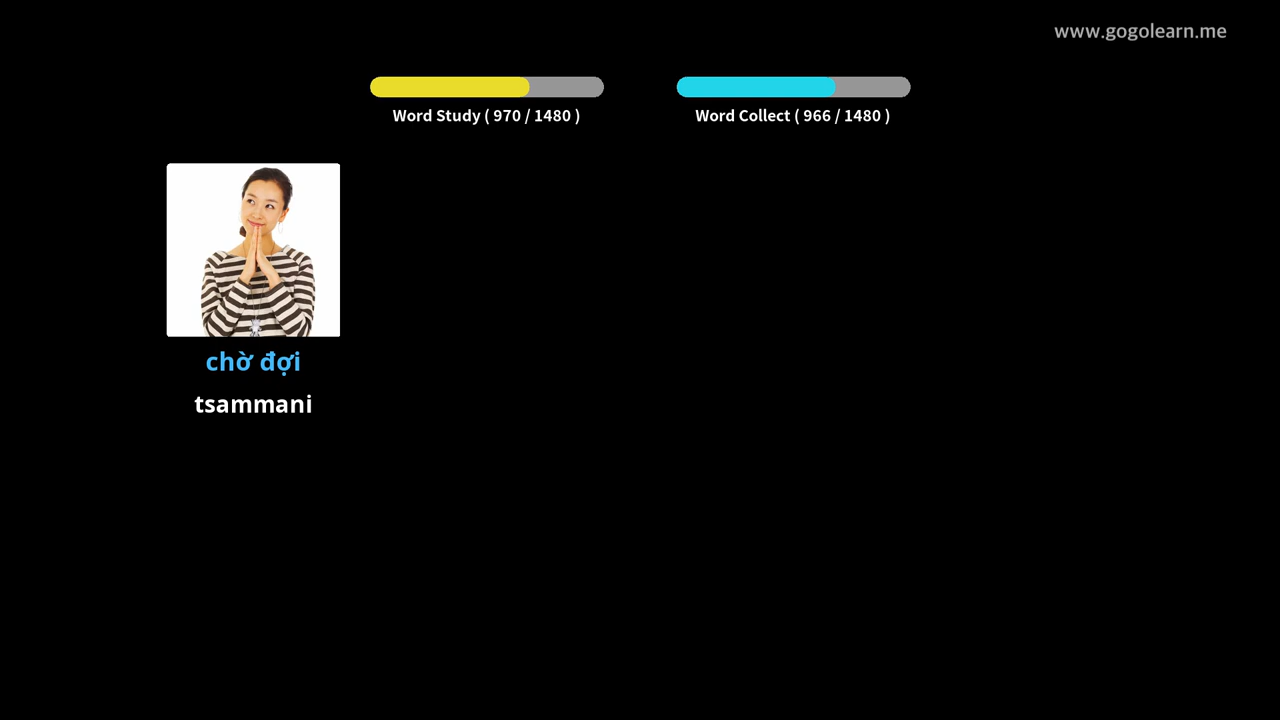 www.gogolearn.me
Word Study ( 970 / 1480 )
Word Collect ( 966 / 1480 )
chờ đợi
tsammani